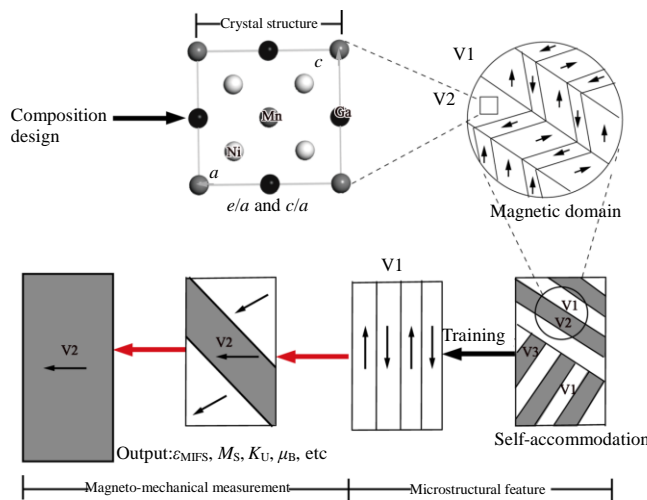 Crystal structure
c
V1
V2
Composition
design
Mn
Ga
Ni
a
e/a and c/a
Magnetic domain
V1
V2
V2
Training
V1
V2
V3
V1
Output:εMIFS, MS, KU, μB, etc
Self-accommodation
Magneto-mechanical measurement
Microstructural feature